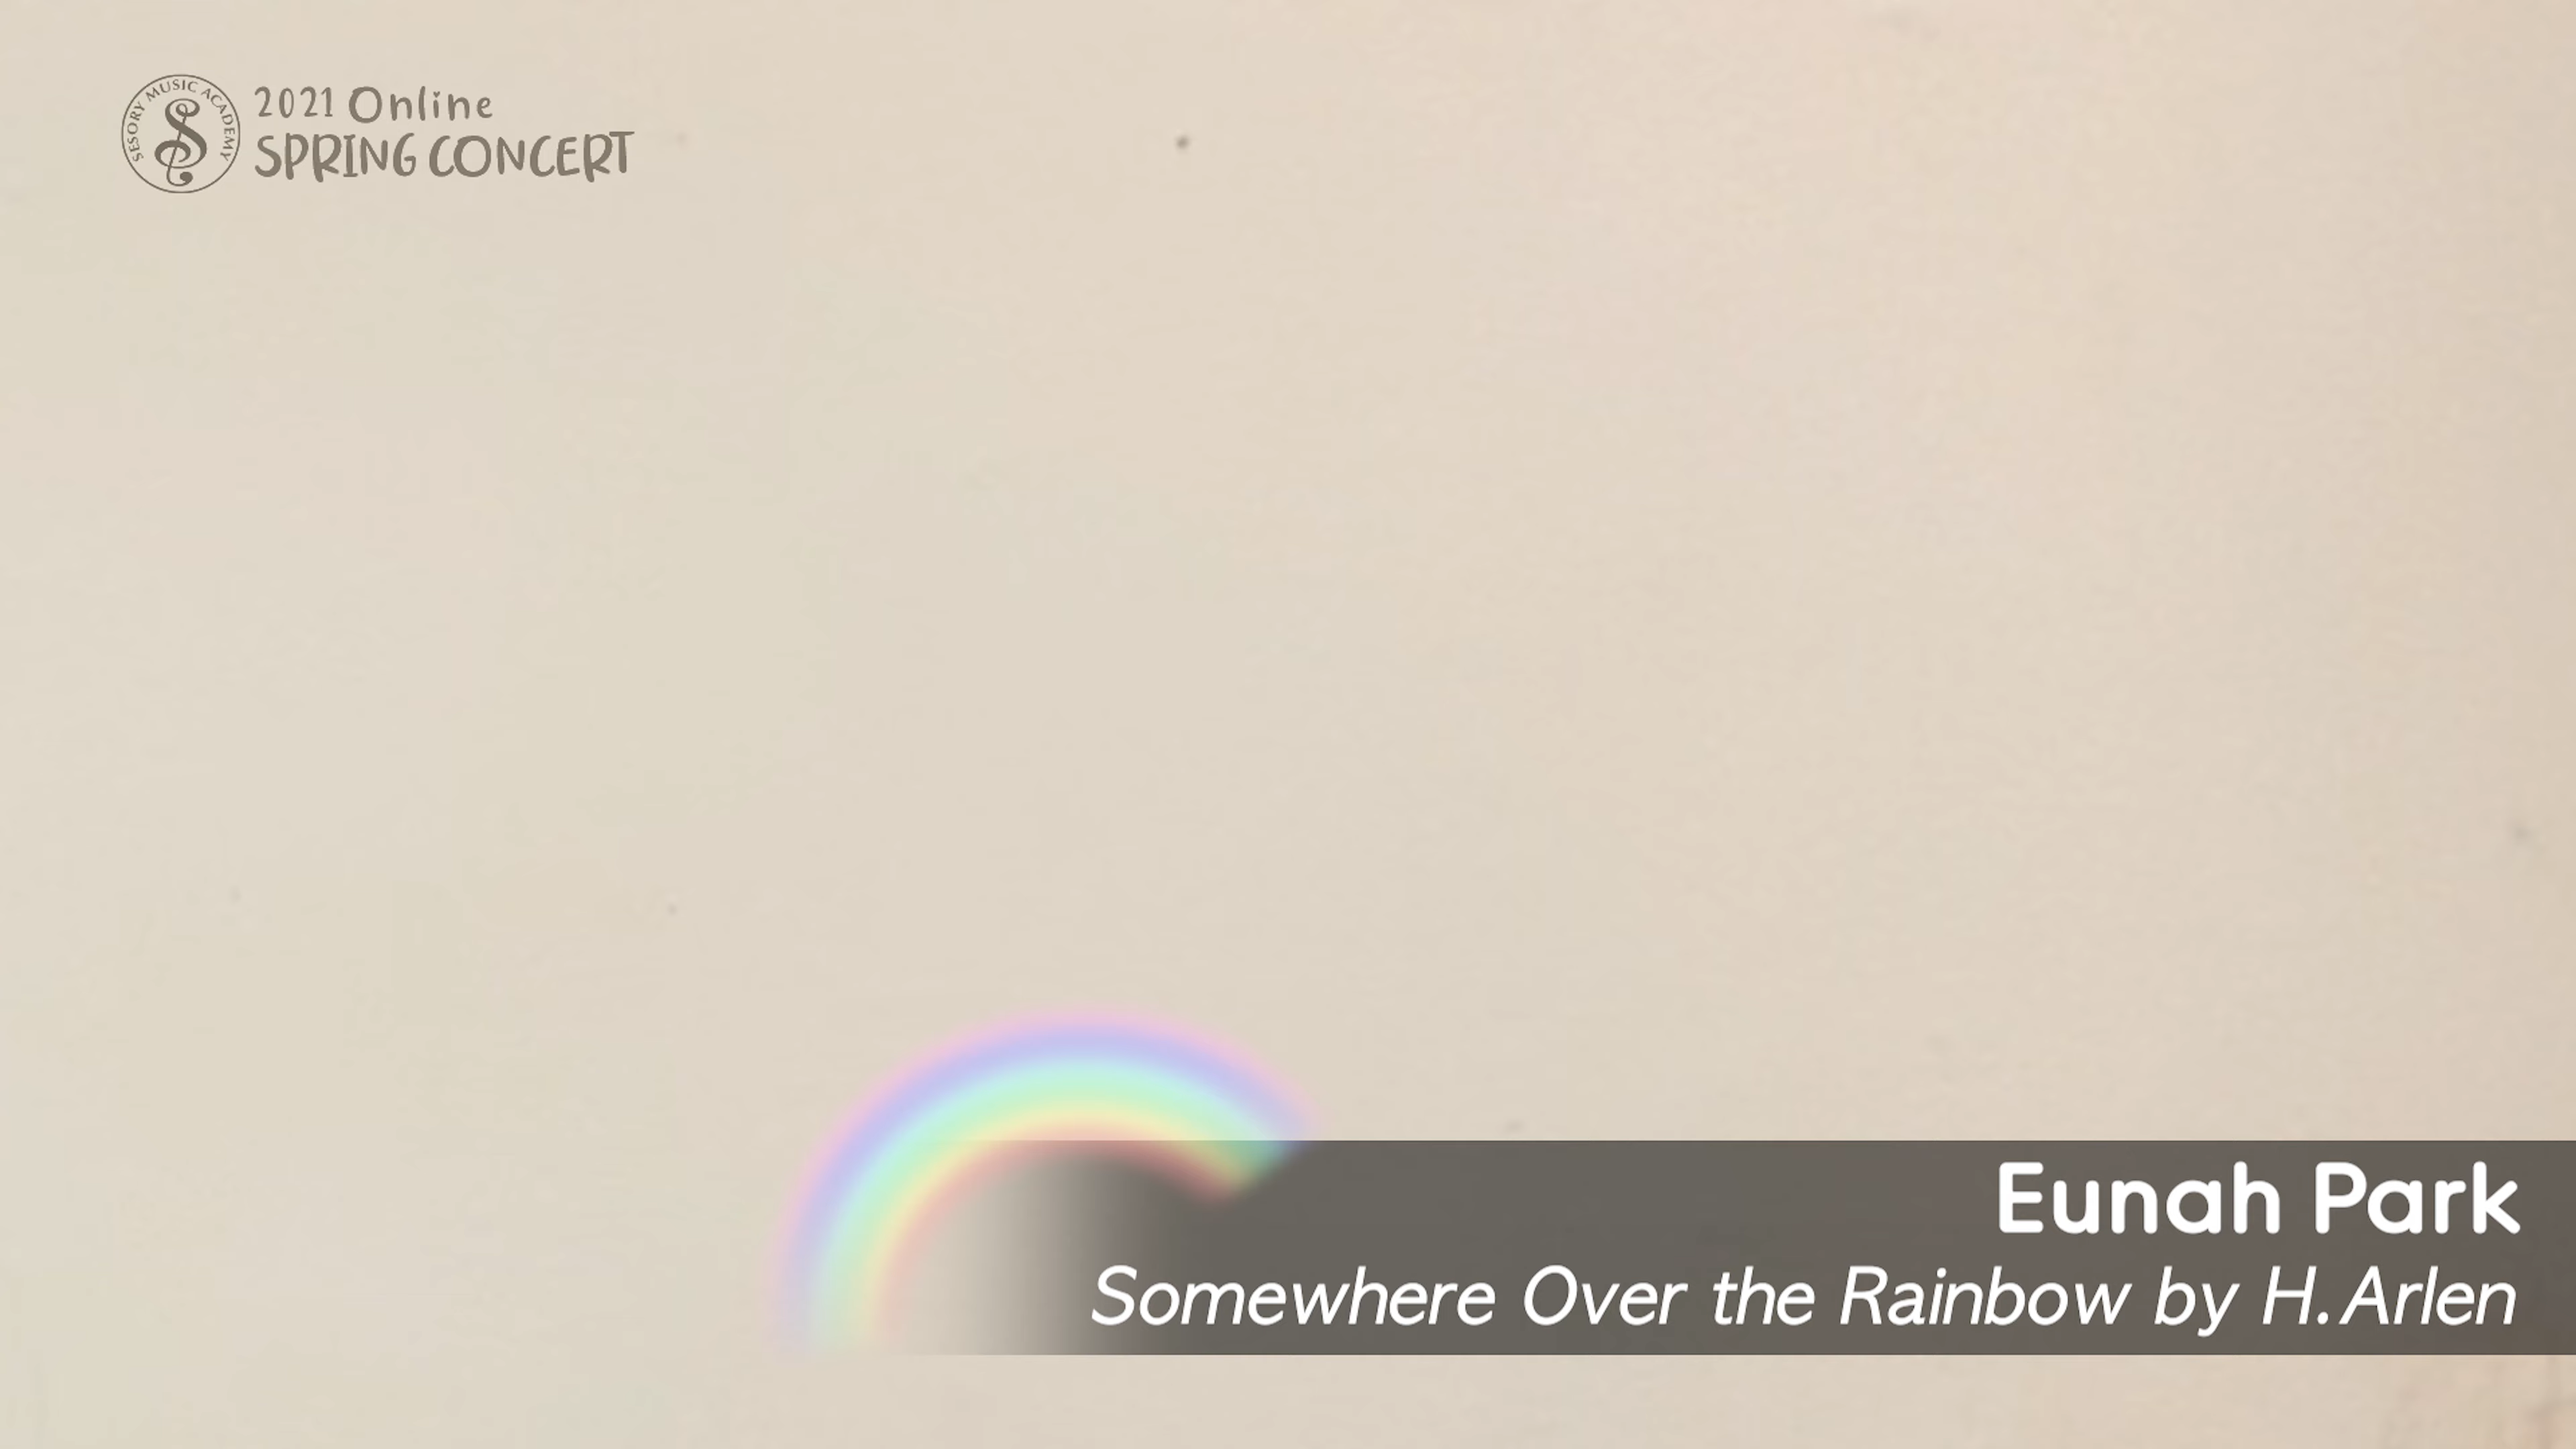 SESORY MUSIC ACADEMY
2021 Online
SPRING CONCERT
Eunah Park
Somewhere Over the Rainbow by H. Arlen